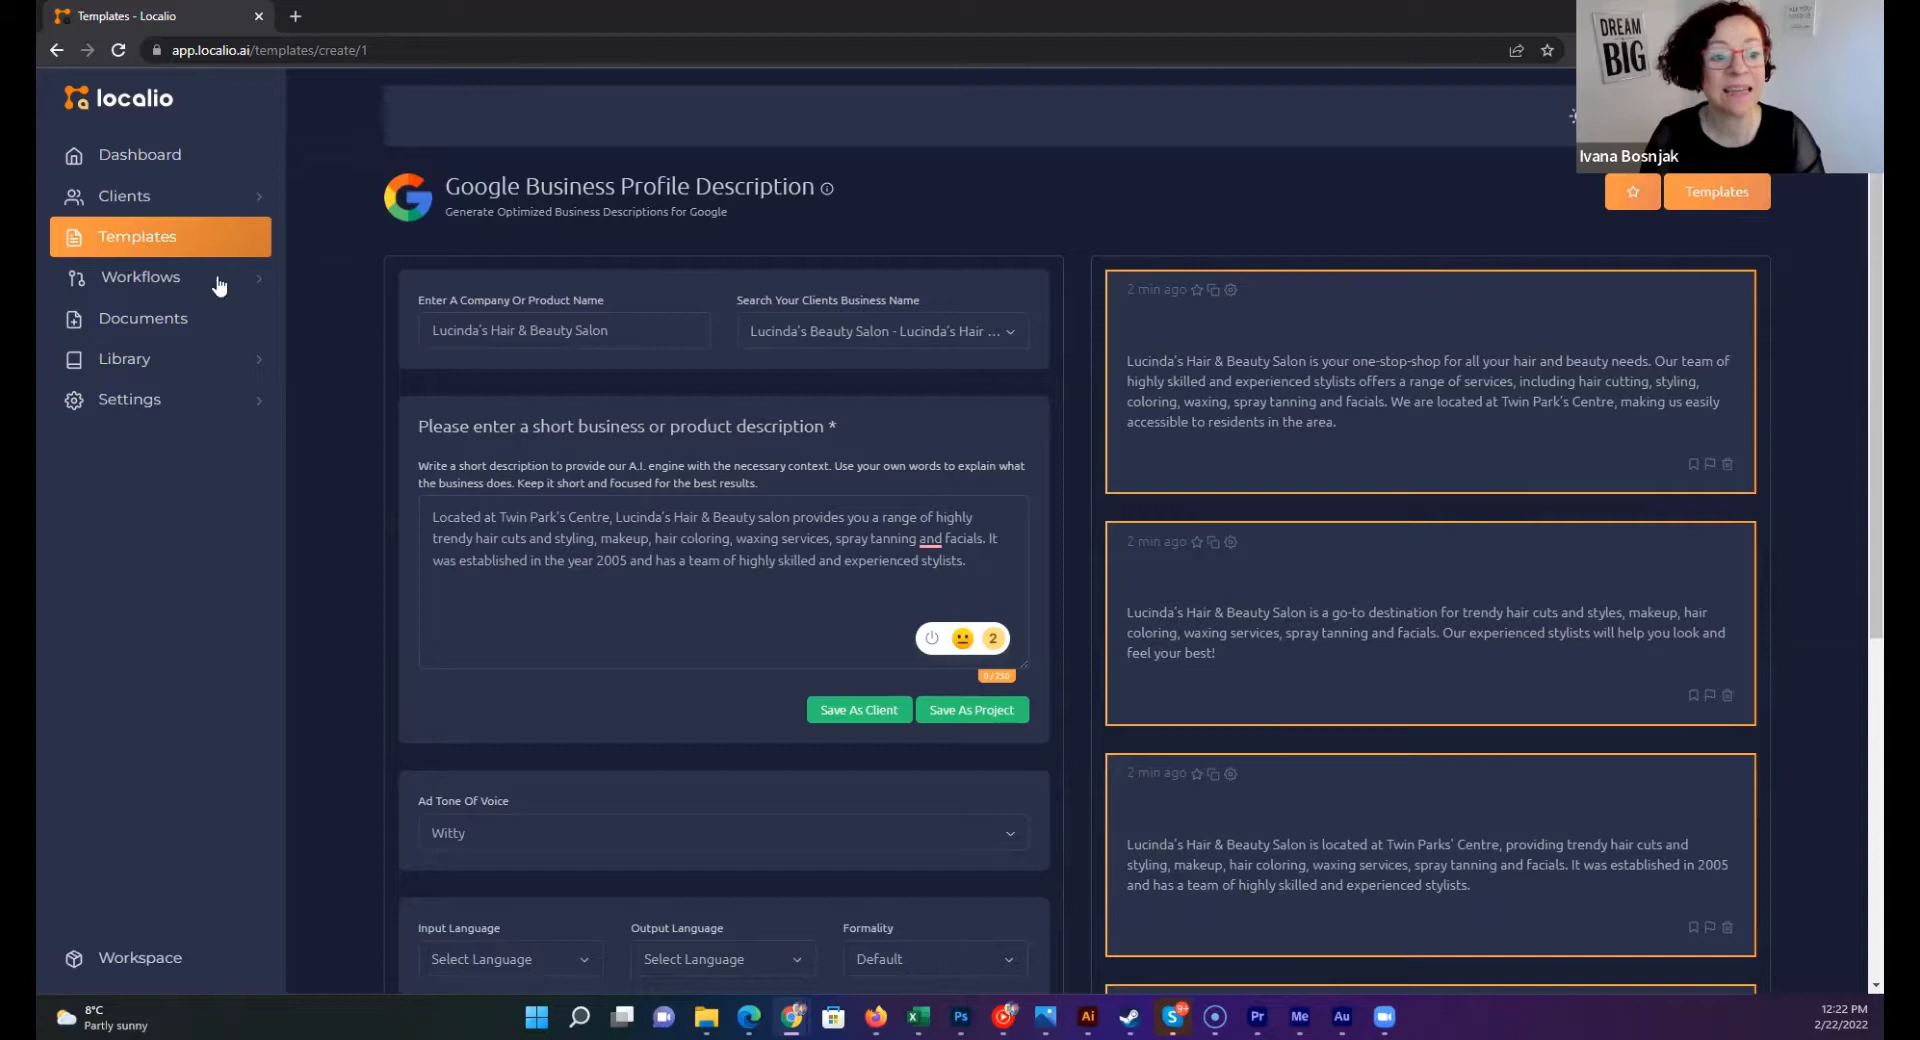 Templates - Localio
app.localio.ai/templates/create/1
DREAM
BIG
Ivana Bosnjak
localio
Dashboard
Clients
Templates
Workflows
Documents
Library
Settings
Workspace
Google Business Profile Description
Generate Optimized Business Descriptions for Google
Templates
Enter A Company Or Product Name
Lucinda's Hair & Beauty Salon
Search Your Clients Business Name
Lucinda's Beauty Salon - Lucinda's Hair ...
Please enter a short business or product description *
Write a short description to provide our A.I. engine with the necessary context. Use your own words to explain what
the business does. Keep it short and focused for the best results.
Located at Twin Park's Centre, Lucinda's Hair & Beauty salon provides you a range of highly
trendy hair cuts and styling, makeup, hair coloring, waxing services, spray tanning and facials. It
was established in the year 2005 and has a team of highly skilled and experienced stylists.
2
0 / 250
Save As Client
Save As Project
Ad Tone Of Voice
Witty
Input Language
Select Language
Output Language
Select Language
Formality
Default
2 min ago
Lucinda's Hair & Beauty Salon is your one-stop-shop for all your hair and beauty needs. Our team of
highly skilled and experienced stylists offers a range of services, including hair cutting, styling,
coloring, waxing, spray tanning and facials. We are located at Twin Park's Centre, making us easily
accessible to residents in the area.
2 min ago
Lucinda's Hair & Beauty Salon is a go-to destination for trendy hair cuts and styles, makeup, hair
coloring, waxing services, spray tanning and facials. Our experienced stylists will help you look and
feel your best!
2 min ago
Lucinda's Hair & Beauty Salon is located at Twin Parks' Centre, providing trendy hair cuts and
styling, makeup, hair coloring, waxing services, spray tanning and facials. It was established in 2005
and has a team of highly skilled and experienced stylists.
8°C
Partly sunny
Ps
Ai
S
9+
Pr
Me
Au
12:22 PM
2/22/2022